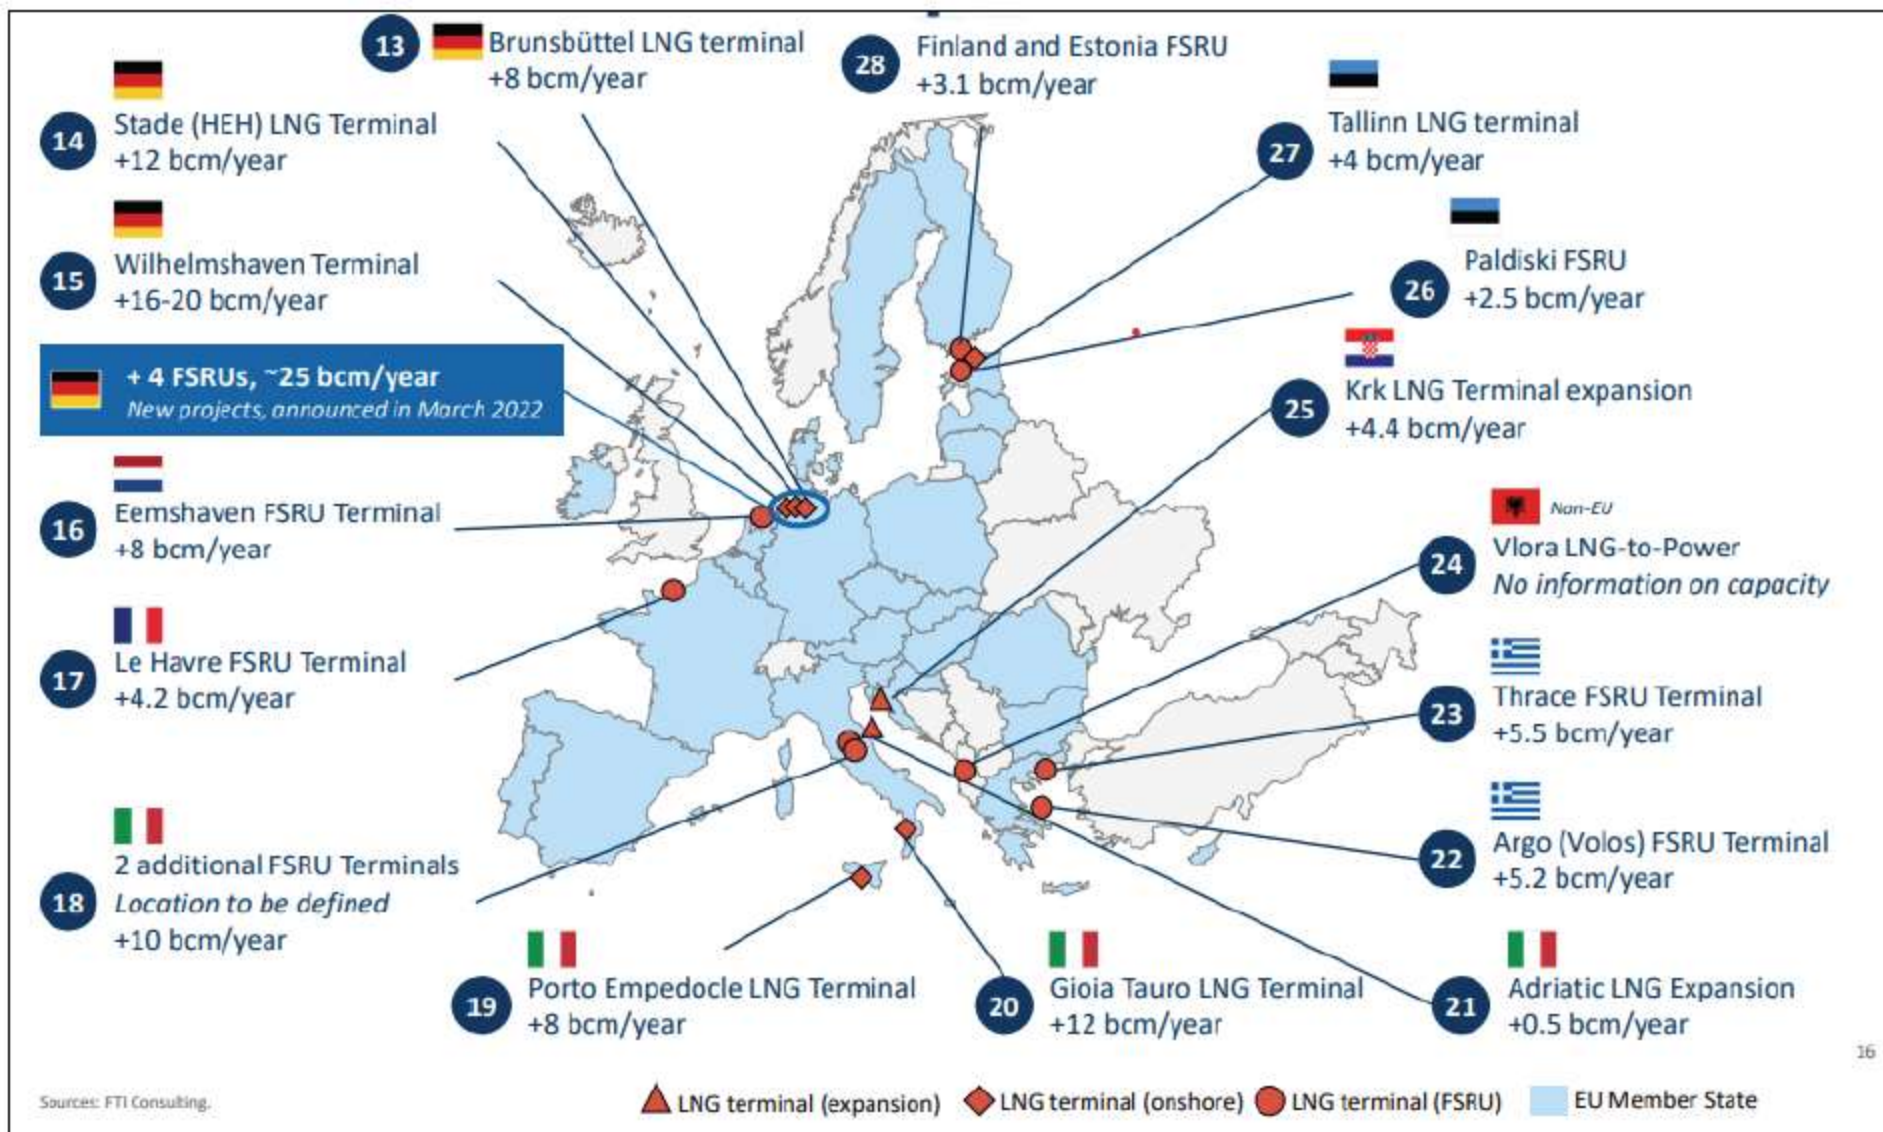 13
Brunsbüttel LNG terminal
+8 bcm/year
28
Finland and Estonia FSRU
+3.1 bcm/year
14
Stade (HEH) LNG Terminal
+12 bcm/year
27
Tallinn LNG terminal
+4 bcm/year
15
Wilhelmshaven Terminal
+16-20 bcm/year
26
Paldiski FSRU
+2.5 bcm/year
+ 4 FSRUs, ~25 bcm/year
New projects, announced in March 2022
25
Krk LNG Terminal expansion
+4.4 bcm/year
16
Eemshaven FSRU Terminal
+8 bcm/year
Non-EU
24
Vlora LNG-to-Power
No information on capacity
17
Le Havre FSRU Terminal
+4.2 bcm/year
23
Thrace FSRU Terminal
+5.5 bcm/year
18
2 additional FSRU Terminals
Location to be defined
+10 bcm/year
22
Argo (Volos) FSRU Terminal
+5.2 bcm/year
19
Porto Empedocle LNG Terminal
+8 bcm/year
20
Gioia Tauro LNG Terminal
+12 bcm/year
21
Adriatic LNG Expansion
+0.5 bcm/year
16
Sources: FTI Consulting.
LNG terminal (expansion)
LNG terminal (onshore)
LNG terminal (FSRU)
EU Member State